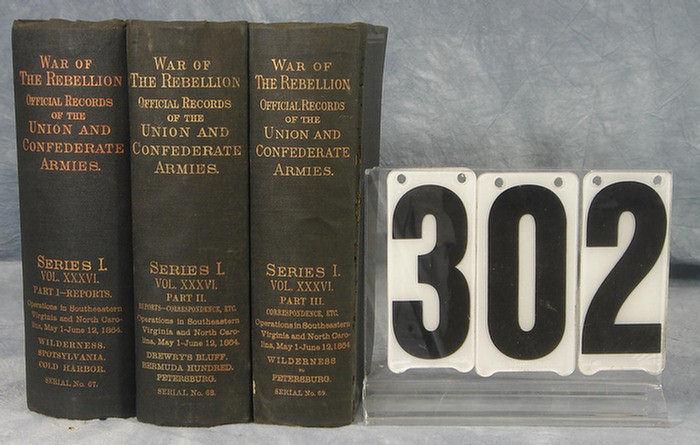 WAR OF
THE REBELLION
OFFICIAL RECORDS
OF THE
UNION AND
CONFEDERATE
ARMIES.
SERIES I.
VOL. XXXVI.
PART I—REPORTS.
Operations in Southeastern
Virginia and North Caro-
lina, May 1-June 12, 1864.
WILDERNESS.
SPOTSYLVANIA.
COLD HARBOR.
SERIAL No. 67.
WAR OF
THE REBELLION
OFFICIAL RECORDS
OF THE
UNION AND
CONFEDERATE
ARMIES.
SERIES I.
VOL. XXXVI.
PART II.
REPORTS—CORRESPONDENCE, ETC.
Operations in Southeastern
Virginia and North Caro-
lina, May 1-June 12, 1864.
DREWRY'S BLUFF.
BERMUDA HUNDRED.
PETERSBURG.
SERIAL No. 68.
WAR OF
THE REBELLION
OFFICIAL RECORDS
OF THE
UNION AND
CONFEDERATE
ARMIES.
SERIES I.
VOL. XXXVI.
PART III.
CORRESPONDENCE, ETC.
Operations in Southeastern
Virginia and North Caro-
lina, May 1-June 12, 1864.
WILDERNESS
TO
PETERSBURG.
SERIAL No. 69.
302